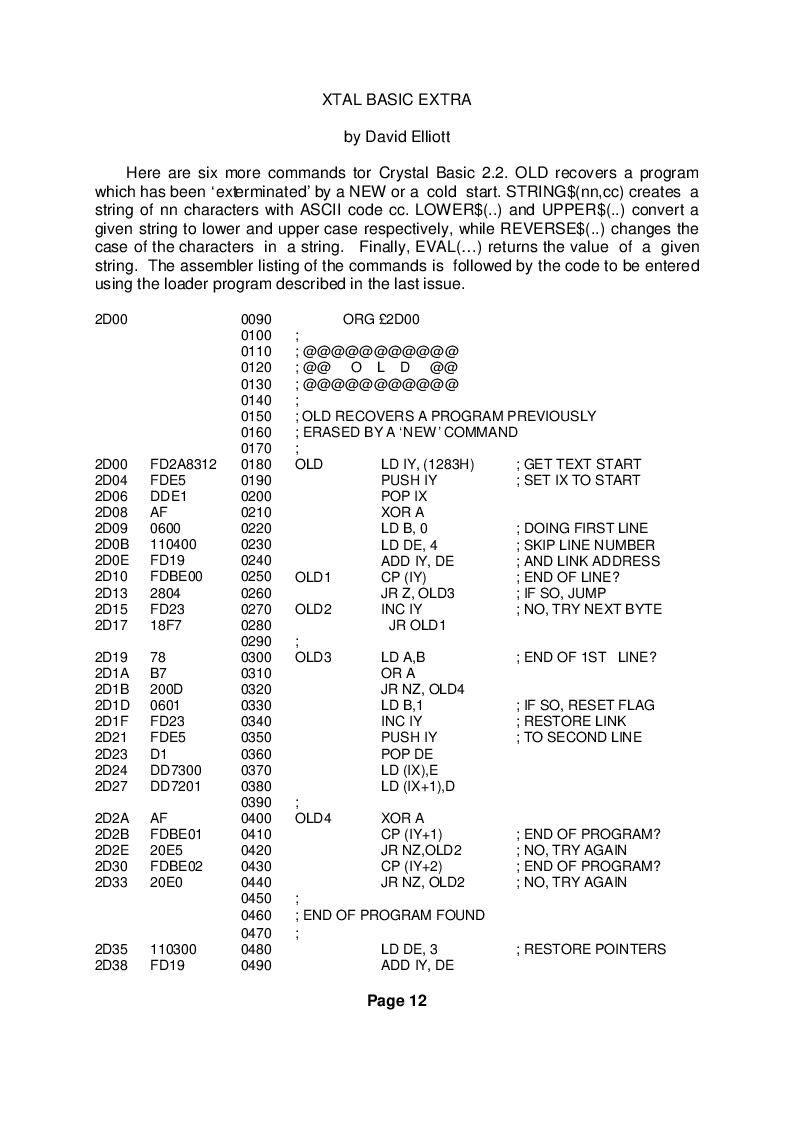 XTAL BASIC EXTRA
by David Elliott
Here are six more commands tor Crystal Basic 2.2. OLD recovers a program
which has been ‘exterminated’ by a NEW or a cold start. STRING$(nn,cc) creates a
string of nn characters with ASCII code cc. LOWER$(..) and UPPER$(..) convert a
given string to lower and upper case respectively, while REVERSE$(..) changes the
case of the characters in a string. Finally, EVAL(…) returns the value of a given
string. The assembler listing of the commands is followed by the code to be entered
using the loader program described in the last issue.
2D00 0090 ORG £2D00
0100 ;
0110 ; @@@@@@@@@@@
0120 ; @@ O L D @@
0130 ; @@@@@@@@@@@
0140 ;
0150 ; OLD RECOVERS A PROGRAM PREVIOUSLY
0160 ; ERASED BY A ‘NEW’ COMMAND
0170 ;
2D00 FD2A8312 0180 OLD LD IY, (1283H) ; GET TEXT START
2D04 FDE5 0190 PUSH IY ; SET IX TO START
2D06 DDE1 0200 POP IX
2D08 AF 0210 XOR A
2D09 0600 0220 LD B, 0 ; DOING FIRST LINE
2D0B 110400 0230 LD DE, 4 ; SKIP LINE NUMBER
2D0E FD19 0240 ADD IY, DE ; AND LINK ADDRESS
2D10 FDBE00 0250 OLD1 CP (IY) ; END OF LINE?
2D13 2804 0260 JR Z, OLD3 ; IF SO, JUMP
2D15 FD23 0270 OLD2 INC IY ; NO, TRY NEXT BYTE
2D17 18F7 0280 JR OLD1
0290 ;
2D19 78 0300 OLD3 LD A,B ; END OF 1ST LINE?
2D1A B7 0310 OR A
2D1B 200D 0320 JR NZ, OLD4
2D1D 0601 0330 LD B,1 ; IF SO, RESET FLAG
2D1F FD23 0340 INC IY ; RESTORE LINK
2D21 FDE5 0350 PUSH IY ; TO SECOND LINE
2D23 D1 0360 POP DE
2D24 DD7300 0370 LD (IX),E
2D27 DD7201 0380 LD (IX+1),D
0390 ;
2D2A AF 0400 OLD4 XOR A
2D2B FDBE01 0410 CP (IY+1) ; END OF PROGRAM?
2D2E 20E5 0420 JR NZ,OLD2 ; NO, TRY AGAIN
2D30 FDBE02 0430 CP (IY+2) ; END OF PROGRAM?
2D33 20E0 0440 JR NZ, OLD2 ; NO, TRY AGAIN
0450 ;
0460 ; END OF PROGRAM FOUND
0470 ;
2D35 110300 0480 LD DE, 3 ; RESTORE POINTERS
2D38 FD19 0490 ADD IY, DE
Page 12